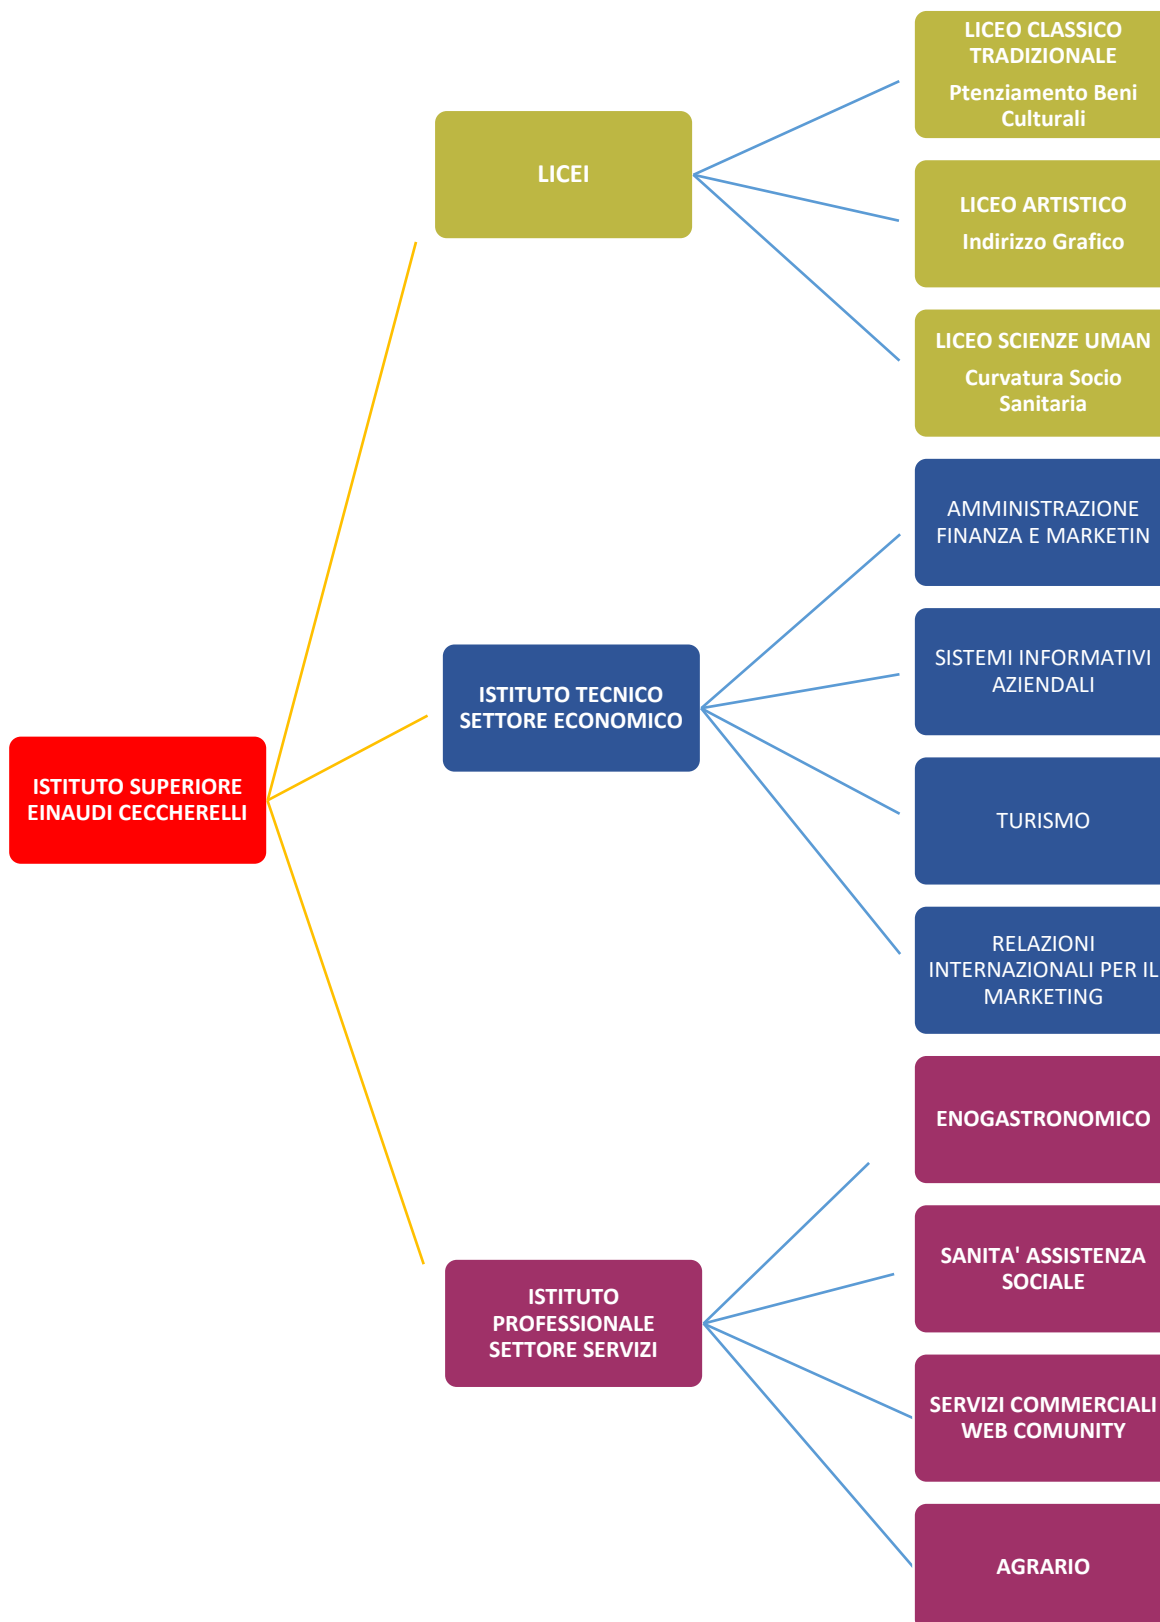 LICEO CLASSICO
TRADIZIONALE
Ptenziamento Beni
Culturali
LICEI
LICEO ARTISTICO
Indirizzo Grafico
LICEO SCIENZE UMAN
Curvatura Socio
Sanitaria
AMMINISTRAZIONE
FINANZA E MARKETIN
SISTEMI INFORMATIVI
AZIENDALI
ISTITUTO TECNICO
SETTORE ECONOMICO
ISTITUTO SUPERIORE
EINAUDI CECCHERELLI
TURISMO
RELAZIONI
INTERNAZIONALI PER IL
MARKETING
ENOGASTRONOMICO
SANITA' ASSISTENZA
SOCIALE
ISTITUTO
PROFESSIONALE
SETTORE SERVIZI
SERVIZI COMMERCIALI
WEB COMUNITY
AGRARIO